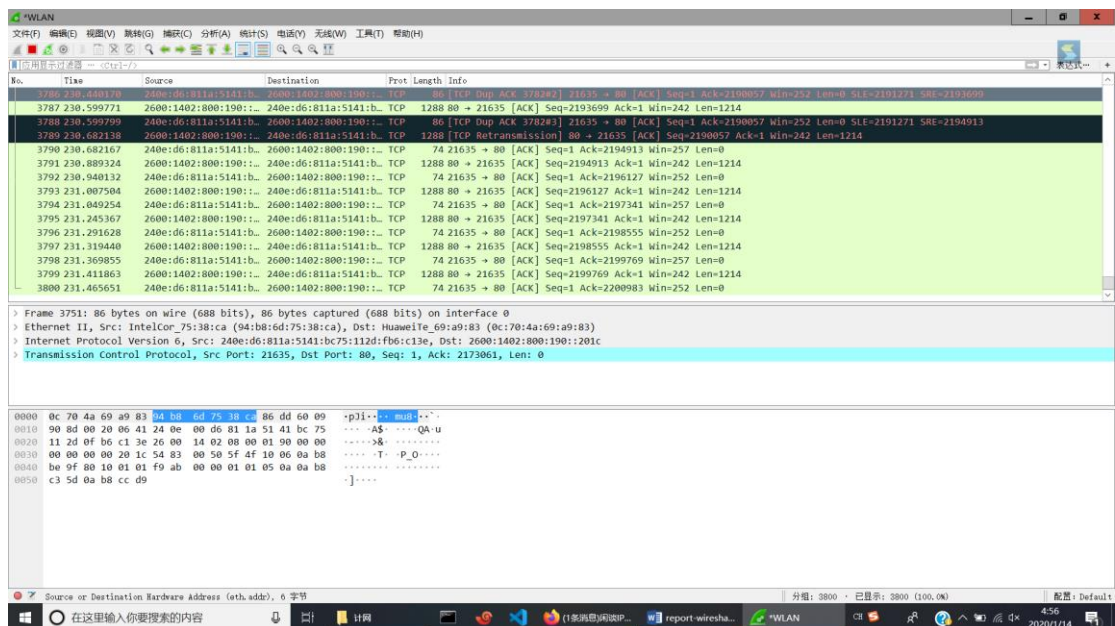 *WLAN
文件(F) 编辑(E) 视图(V) 跳转(G) 捕获(C) 分析(A) 统计(S) 电话(Y) 无线(W) 工具(T) 帮助(H)
应用显示过滤器 … <Ctrl-/>
表达式…
+
No. Time Source Destination Prot Length Info
3786 230.440170 240e:d6:811a:5141:b… 2600:1402:800:190::… TCP 86 [TCP Dup ACK 3782#2] 21635 → 80 [ACK] Seq=1 Ack=2190057 Win=252 Len=0 SLE=2191271 SRE=2193699
3787 230.599771 2600:1402:800:190::… 240e:d6:811a:5141:b… TCP 1288 80 → 21635 [ACK] Seq=2193699 Ack=1 Win=242 Len=1214
3788 230.599799 240e:d6:811a:5141:b… 2600:1402:800:190::… TCP 86 [TCP Dup ACK 3782#3] 21635 → 80 [ACK] Seq=1 Ack=2190057 Win=252 Len=0 SLE=2191271 SRE=2194913
3789 230.682138 2600:1402:800:190::… 240e:d6:811a:5141:b… TCP 1288 [TCP Retransmission] 80 → 21635 [ACK] Seq=2190057 Ack=1 Win=242 Len=1214
3790 230.682167 240e:d6:811a:5141:b… 2600:1402:800:190::… TCP 74 21635 → 80 [ACK] Seq=1 Ack=2194913 Win=257 Len=0
3791 230.889324 2600:1402:800:190::… 240e:d6:811a:5141:b… TCP 1288 80 → 21635 [ACK] Seq=2194913 Ack=1 Win=242 Len=1214
3792 230.940132 240e:d6:811a:5141:b… 2600:1402:800:190::… TCP 74 21635 → 80 [ACK] Seq=1 Ack=2196127 Win=252 Len=0
3793 231.007504 2600:1402:800:190::… 240e:d6:811a:5141:b… TCP 1288 80 → 21635 [ACK] Seq=2196127 Ack=1 Win=242 Len=1214
3794 231.049254 240e:d6:811a:5141:b… 2600:1402:800:190::… TCP 74 21635 → 80 [ACK] Seq=1 Ack=2197341 Win=257 Len=0
3795 231.245367 2600:1402:800:190::… 240e:d6:811a:5141:b… TCP 1288 80 → 21635 [ACK] Seq=2197341 Ack=1 Win=242 Len=1214
3796 231.291628 240e:d6:811a:5141:b… 2600:1402:800:190::… TCP 74 21635 → 80 [ACK] Seq=1 Ack=2198555 Win=252 Len=0
3797 231.319440 2600:1402:800:190::… 240e:d6:811a:5141:b… TCP 1288 80 → 21635 [ACK] Seq=2198555 Ack=1 Win=242 Len=1214
3798 231.369855 240e:d6:811a:5141:b… 2600:1402:800:190::… TCP 74 21635 → 80 [ACK] Seq=1 Ack=2199769 Win=257 Len=0
3799 231.411863 2600:1402:800:190::… 240e:d6:811a:5141:b… TCP 1288 80 → 21635 [ACK] Seq=2199769 Ack=1 Win=242 Len=1214
3800 231.465651 240e:d6:811a:5141:b… 2600:1402:800:190::… TCP 74 21635 → 80 [ACK] Seq=1 Ack=2200983 Win=252 Len=0
Frame 3751: 86 bytes on wire (688 bits), 86 bytes captured (688 bits) on interface 0
Ethernet II, Src: IntelCor_75:38:ca (94:b8:6d:75:38:ca), Dst: HuaweiTe_69:a9:83 (0c:70:4a:69:a9:83)
Internet Protocol Version 6, Src: 240e:d6:811a:5141:bc75:112d:fb6:c13e, Dst: 2600:1402:800:190::201c
Transmission Control Protocol, Src Port: 21635, Dst Port: 80, Seq: 1, Ack: 2173061, Len: 0
0000 0c 70 4a 69 a9 83 94 b8 6d 75 38 ca 86 dd 60 09 ·pJi···· mu8···`·
0010 90 8d 00 20 06 41 24 0e 00 d6 81 1a 51 41 bc 75 ··· ·A$· ····QA·u
0020 11 2d 0f b6 c1 3e 26 00 14 02 08 00 01 90 00 00 ·-···>&· ········
0030 00 00 00 00 20 1c 54 83 00 50 5f 4f 10 06 0a b8 ···· ·T· ·P_O····
0040 be 9f 80 10 01 01 f9 ab 00 00 01 01 05 0a 0a b8 ········ ········
0050 c3 5d 0a b8 cc d9 ·]····
Source or Destination Hardware Address (eth.addr), 6 字节
分组: 3800 · 已显示: 3800 (100.0%)
配置: Default
在这里输入你要搜索的内容
计网
(1条消息)闲谈IP…
report-wiresha…
*WLAN
CH
4:56
2020/1/14